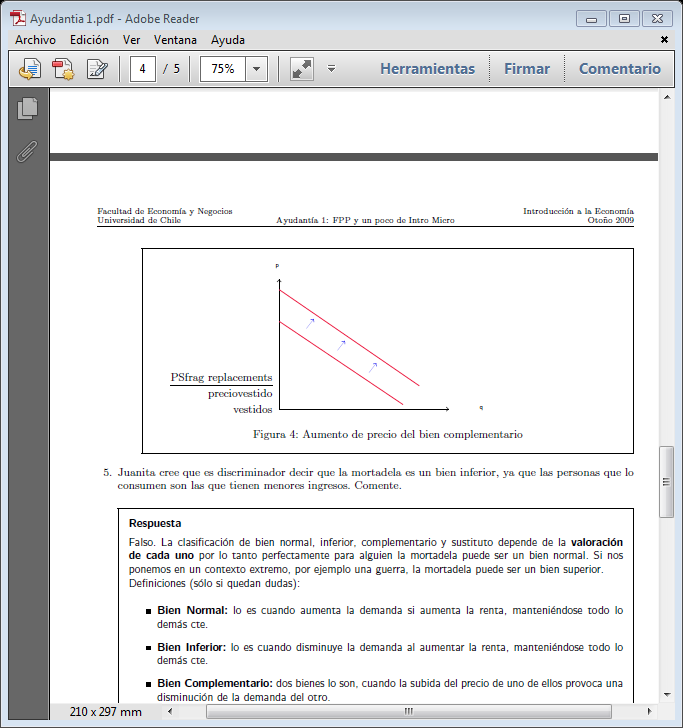 Ayudantia 1.pdf - Adobe Reader
Archivo Edición Ver Ventana Ayuda
4 / 5 75% Herramientas Firmar Comentario
Facultad de Economía y Negocios Introducción a la Economía
Universidad de Chile Ayudantía 1: FPP y un poco de Intro Micro Otoño 2009
p
PSfrag replacements
preciovestido
vestidos
q
Figura 4: Aumento de precio del bien complementario
5. Juanita cree que es discriminador decir que la mortadela es un bien inferior, ya que las personas que lo
consumen son las que tienen menores ingresos. Comente.
Respuesta
Falso. La clasificación de bien normal, inferior, complementario y sustituto depende de la valoración
de cada uno por lo tanto perfectamente para alguien la mortadela puede ser un bien normal. Si nos
ponemos en un contexto extremo, por ejemplo una guerra, la mortadela puede ser un bien superior.
Definiciones (sólo si quedan dudas):
Bien Normal: lo es cuando aumenta la demanda si aumenta la renta, manteniéndose todo lo
demás cte.
Bien Inferior: lo es cuando disminuye la demanda al aumentar la renta, manteniéndose todo lo
demás cte.
Bien Complementario: dos bienes lo son, cuando la subida del precio de uno de ellos provoca una
disminución de la demanda del otro.
210 x 297 mm